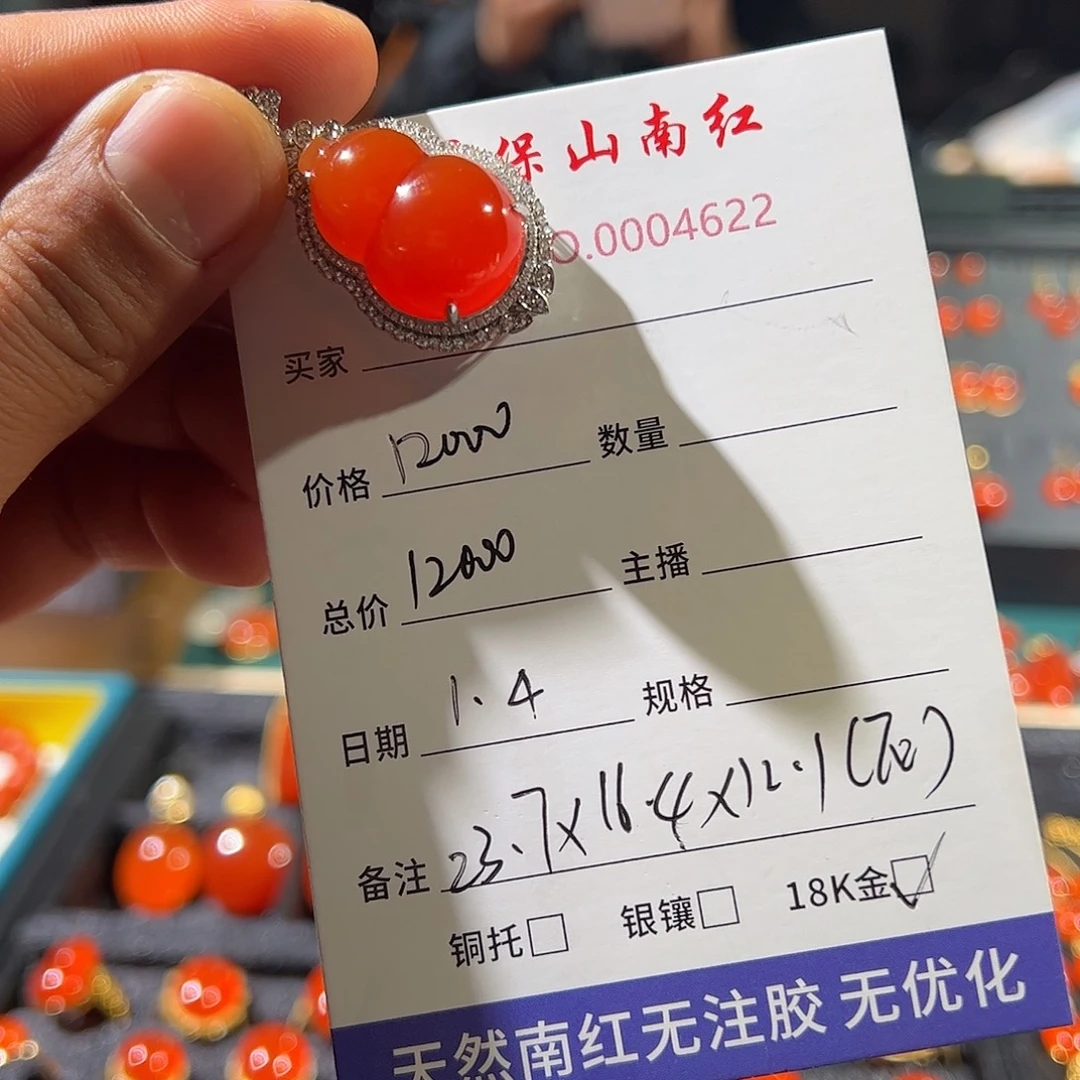 保山南红
O.0004622
买家
价格 12000 数量
总价 12000 主播
日期 1.4 规格
备注 23.7×16.4×12.1(石)
铜托 银镶 18K金
天然南红无注胶 无优化